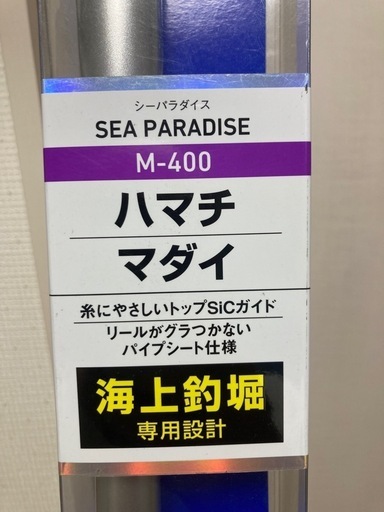 シーパラダイス
SEA PARADISE
M-400
ハマチ
マダイ
糸にやさしいトップSiCガイド
リールがグラつかない
パイプシート仕様
海上釣堀
専用設計